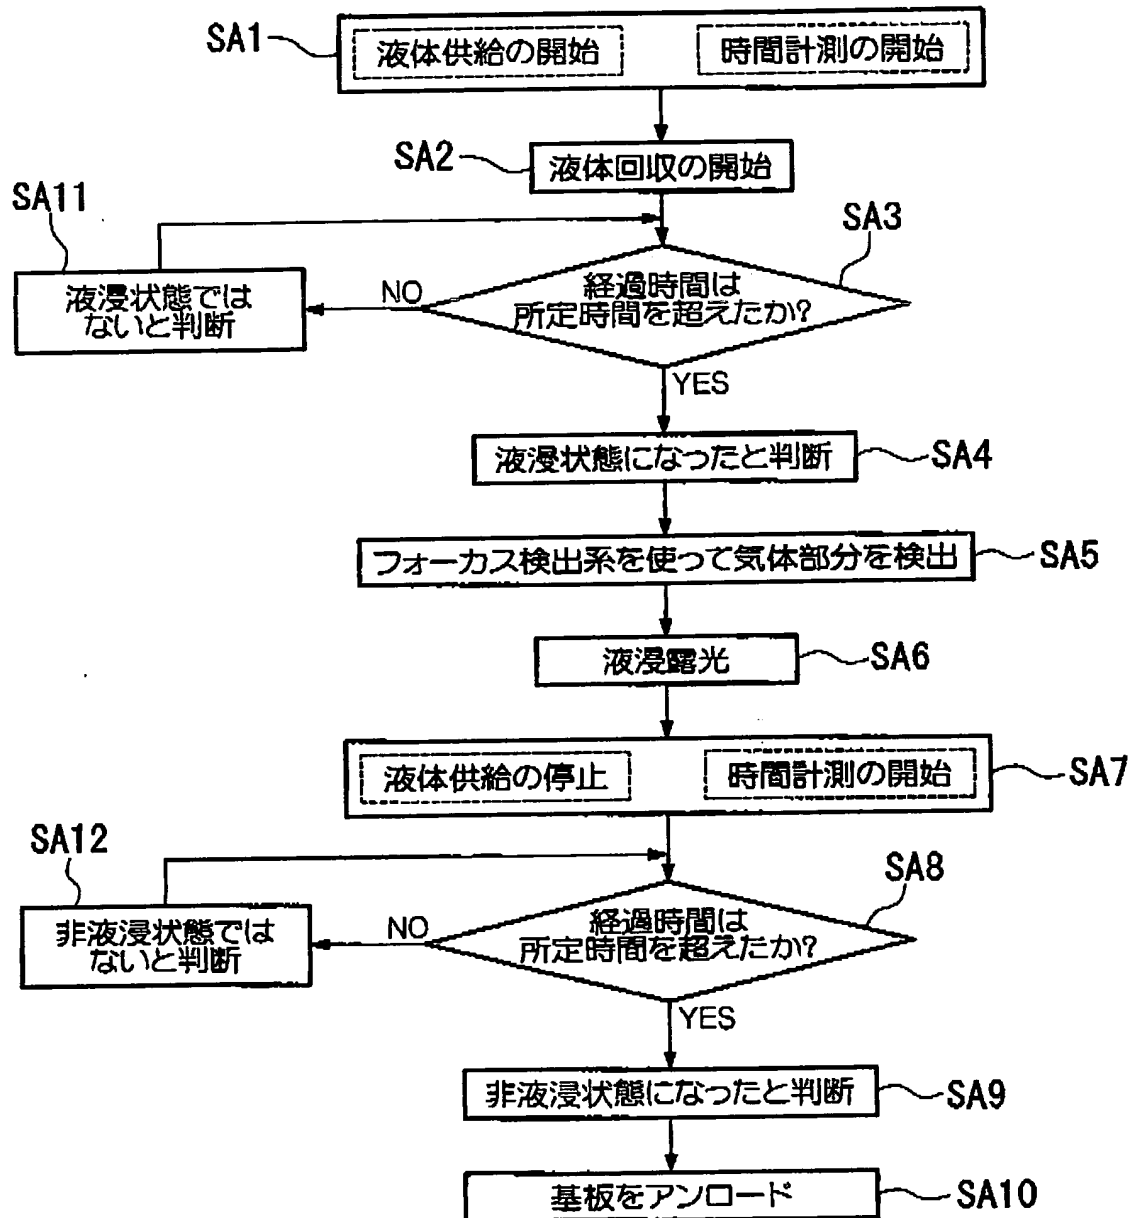 SA1
液体供給の開始
時間計測の開始
SA2
液体回収の開始
SA11
SA3
液浸状態では
ないと判断
NO
経過時間は
所定時間を超えたか?
YES
液浸状態になったと判断
SA4
フォーカス検出系を使って気体部分を検出
SA5
液浸露光
SA6
液体供給の停止
時間計測の開始
SA7
SA12
SA8
非液浸状態では
ないと判断
NO
経過時間は
所定時間を超えたか?
YES
非液浸状態になったと判断
SA9
基板をアンロード
SA10